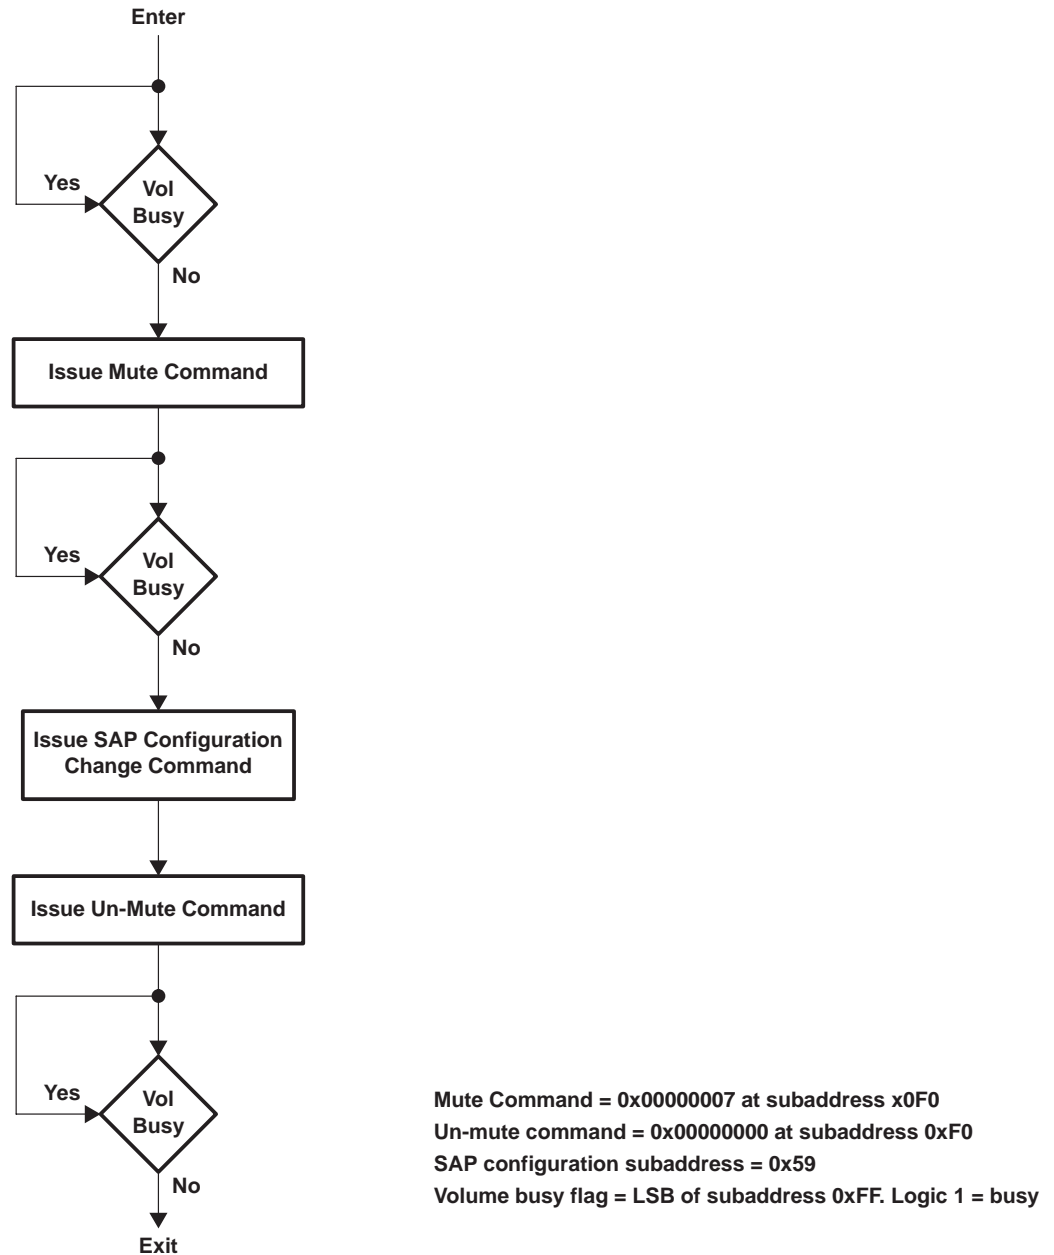 Enter
Yes
Vol
Busy
No
Issue Mute Command
Yes
Vol
Busy
No
Issue SAP Configuration
Change Command
Issue Un-Mute Command
Yes
Vol
Busy
No
Exit
Mute Command = 0x00000007 at subaddress x0F0
Un-mute command = 0x00000000 at subaddress 0xF0
SAP configuration subaddress = 0x59
Volume busy flag = LSB of subaddress 0xFF. Logic 1 = busy